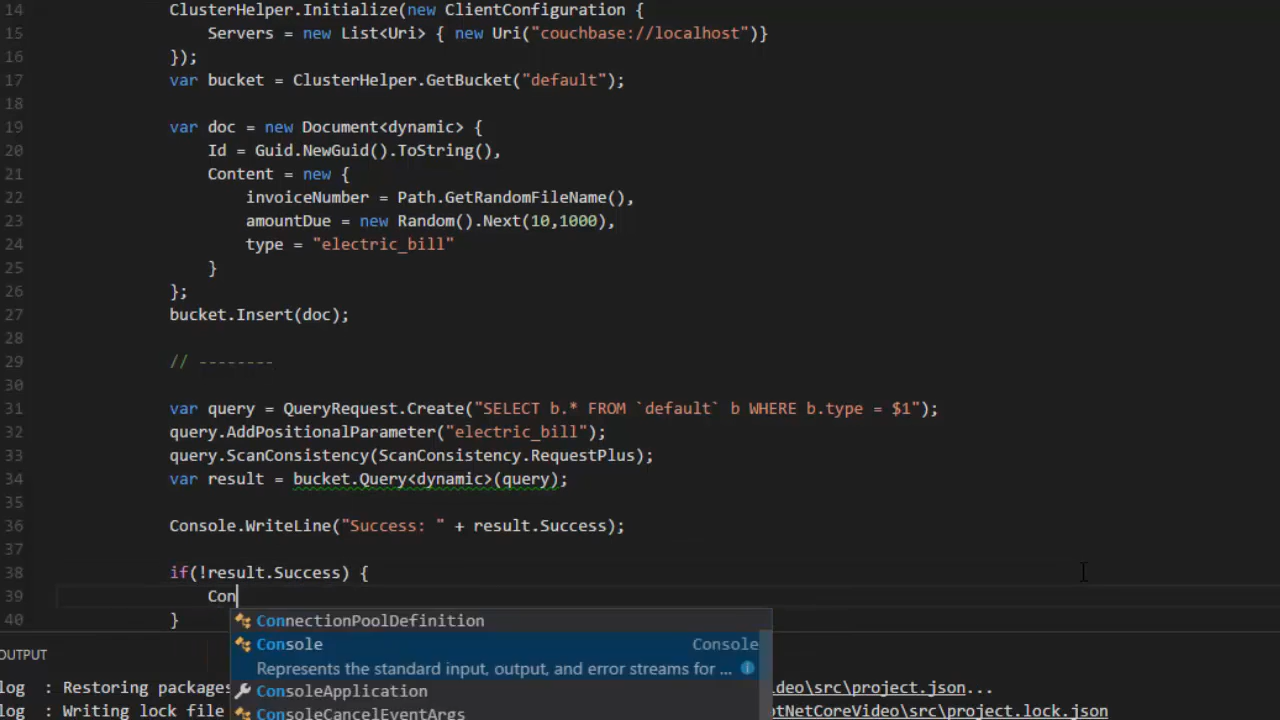 14 ClusterHelper.Initialize(new ClientConfiguration {
15 Servers = new List<Uri> { new Uri("couchbase://localhost")}
16 });
17 var bucket = ClusterHelper.GetBucket("default");
18
19 var doc = new Document<dynamic> {
20 Id = Guid.NewGuid().ToString(),
21 Content = new {
22 invoiceNumber = Path.GetRandomFileName(),
23 amountDue = new Random().Next(10,1000),
24 type = "electric_bill"
25 }
26 };
27 bucket.Insert(doc);
28
29 // --------
30
31 var query = QueryRequest.Create("SELECT b.* FROM `default` b WHERE b.type = $1");
32 query.AddPositionalParameter("electric_bill");
33 query.ScanConsistency(ScanConsistency.RequestPlus);
34 var result = bucket.Query<dynamic>(query);
35
36 Console.WriteLine("Success: " + result.Success);
37
38 if(!result.Success) {
39 Con
40 }
ConnectionPoolDefinition
Console Console
Represents the standard input, output, and error streams for ...
ConsoleApplication
ConsoleCancelEventArgs
OUTPUT
log : Restoring packages deo\src\project.json...
log : Writing lock file otNetCoreVideo\src\project.lock.json